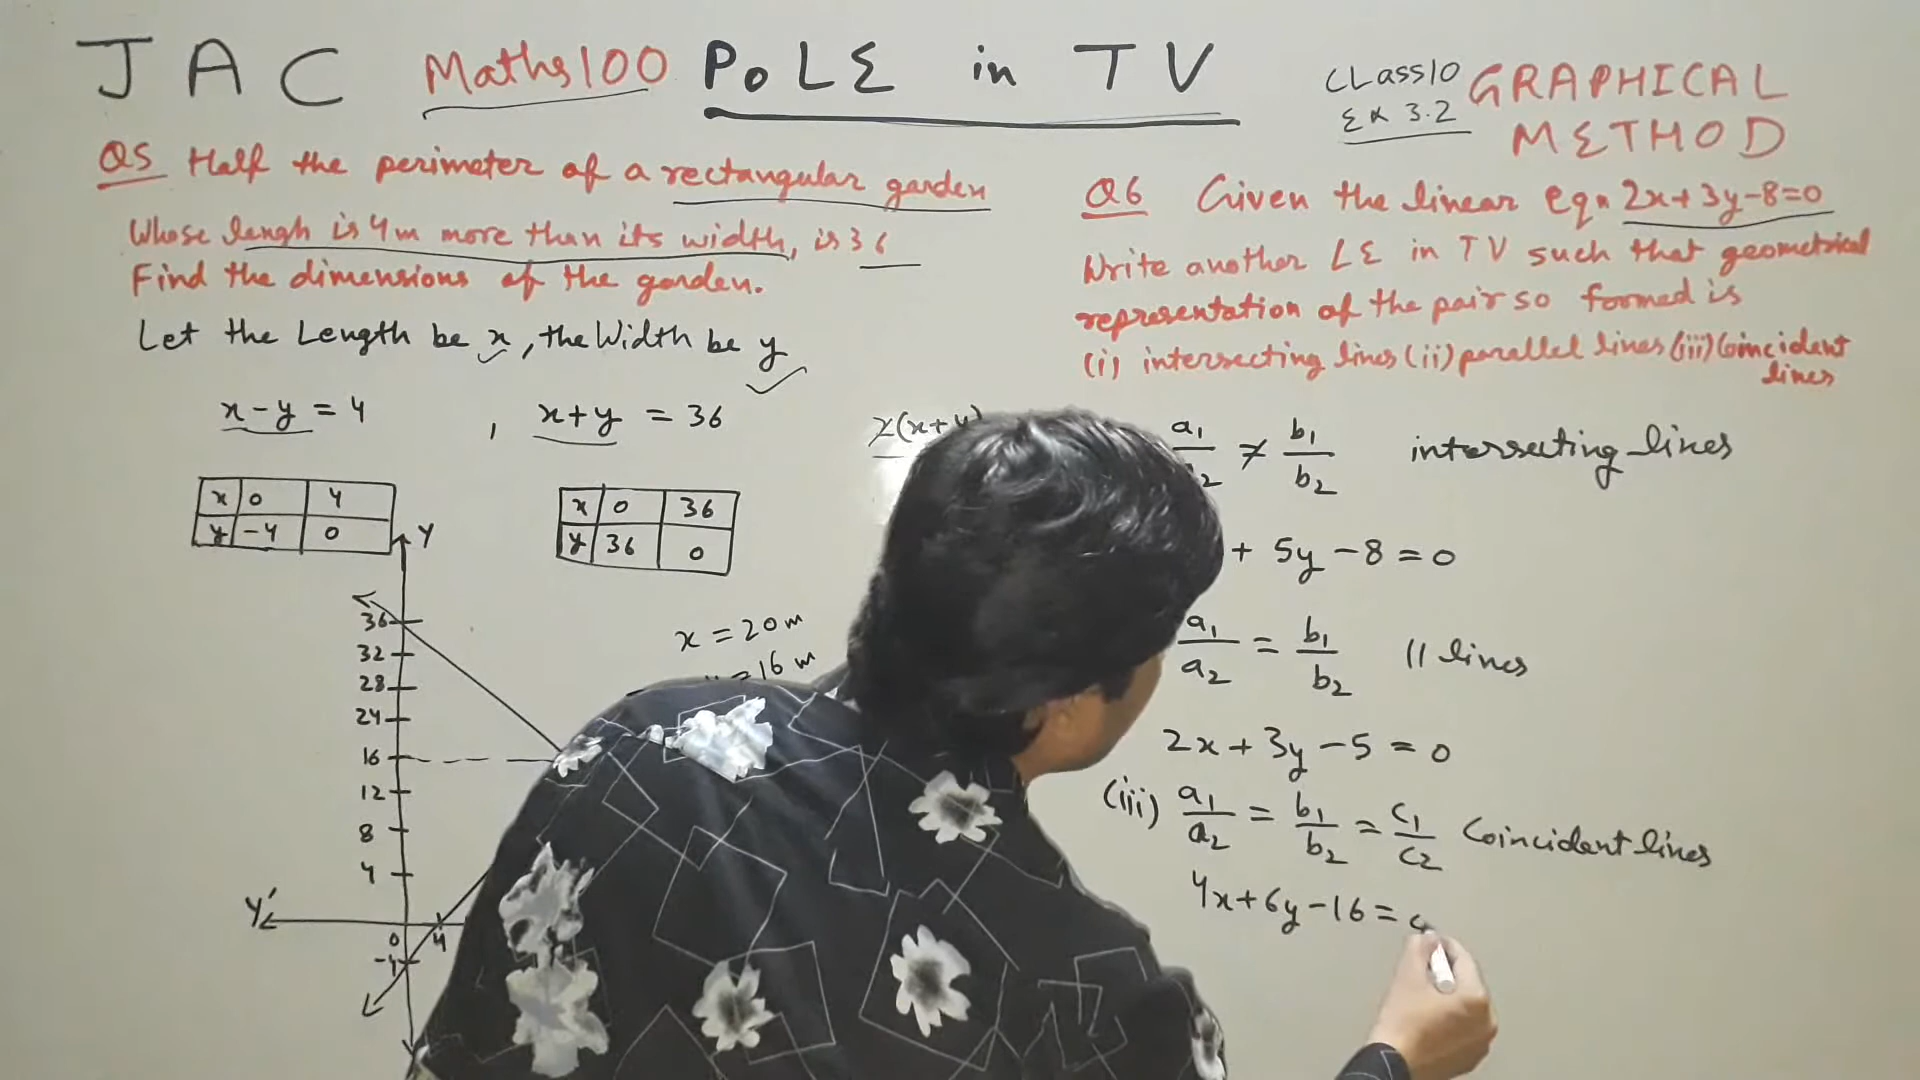 JAC Maths100 PoLE in TV
CLass10
Ex 3.2
GRAPHICAL
METHOD
Q5 Half the perimeter of a rectangular garden
Whose lengh is 4m more than its width, is 36
Find the dimensions of the garden.
Let the Length be x, the Width be y
x-y = 4 , x+y = 36
2(x+y)
x 0 4
y -4 0
x 0 36
y 36 0
x = 20m
= 16 m
Y
36
32
28
24
16
12
8
4
Y'
0 4
-4
Q6 Given the linear Eqn 2x+3y-8=0
Write another LE in TV such that geometrical
representation of the pair so formed is
(i) intersecting lines (ii) parallel lines (iii) Coincident
lines
a1/2 ≠ b1/b2 intersecting lines
+ 5y - 8 = 0
a1/a2 = b1/b2 || lines
2x + 3y - 5 = 0
(iii) a1/a2 = b1/b2 = c1/c2 Coincident lines
4x+6y-16=